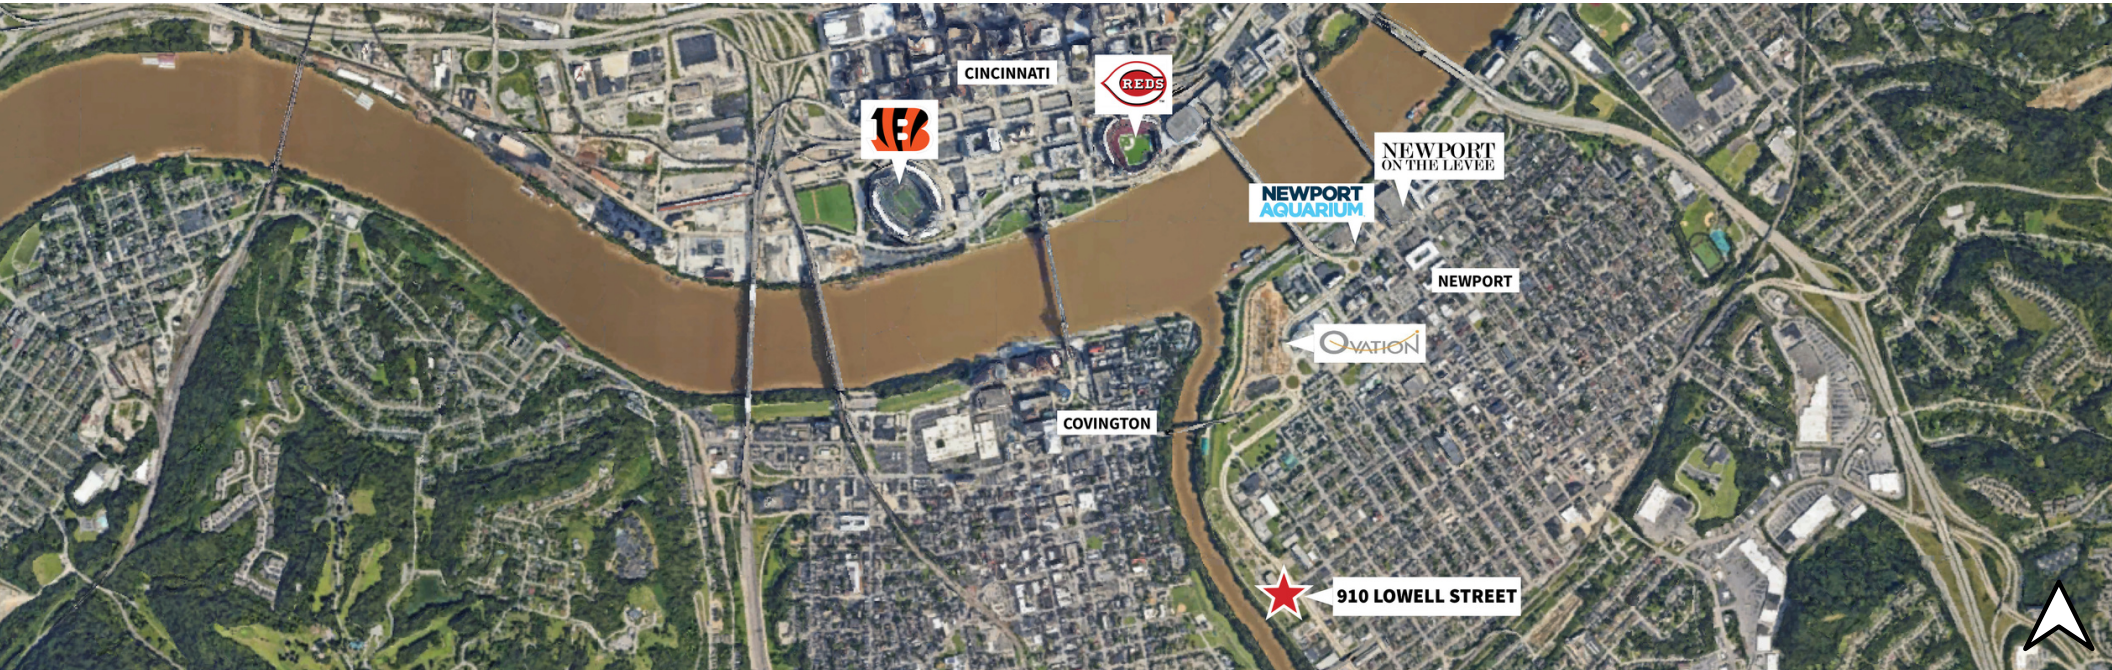 CINCINNATI
REDS
B
NEWPORT
ON THE LEVEE
NEWPORT
AQUARIUM
NEWPORT
OVATION
COVINGTON
910 LOWELL STREET